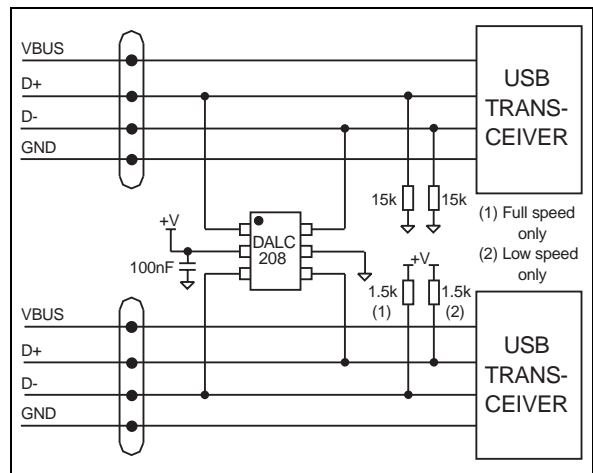 VBUS
D+
D-
GND
USB
TRANS-
CEIVER
15k
15k
(1) Full speed
only
(2) Low speed
only
+V
100nF
DALC
208
+V
1.5k
(1)
1.5k
(2)
VBUS
D+
D-
GND
USB
TRANS-
CEIVER